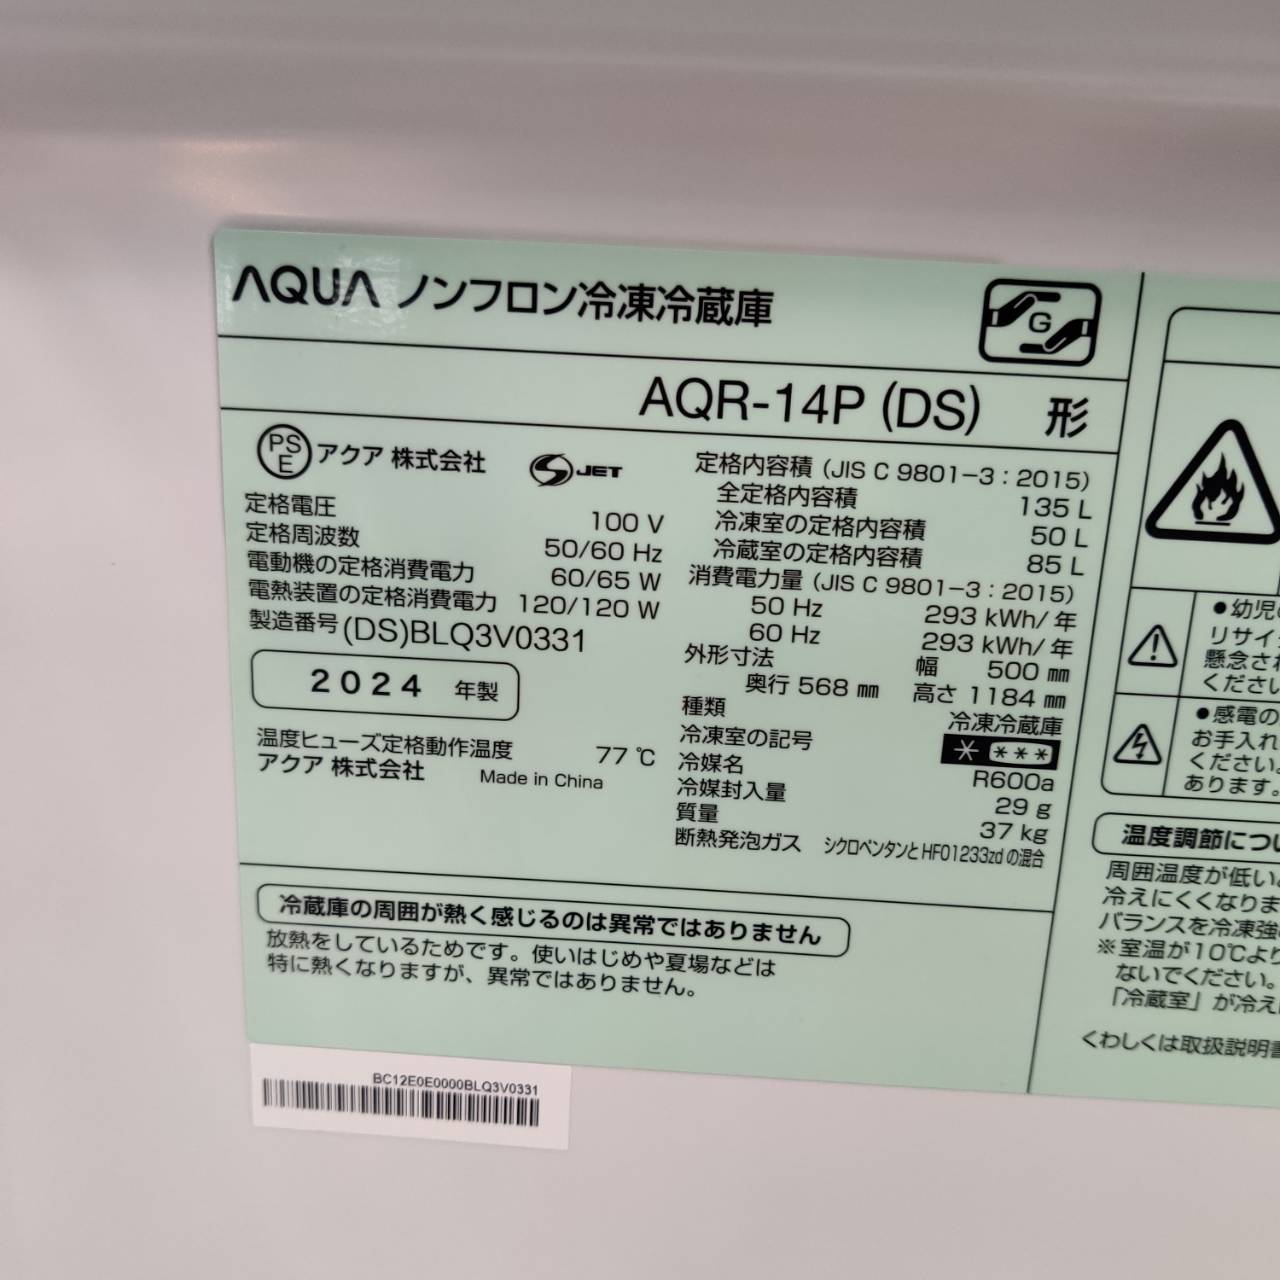 AQUA ノンフロン冷凍冷蔵庫
G
AQR-14P (DS) 形
PSE アクア 株式会社 S JET
定格電圧 100 V
定格周波数 50/60 Hz
電動機の定格消費電力 60/65 W
電熱装置の定格消費電力 120/120 W
製造番号 (DS)BLQ3V0331
2024 年製
温度ヒューズ定格動作温度 77 ℃
アクア 株式会社 Made in China
定格内容積 (JIS C 9801-3：2015)
全定格内容積 135 L
冷凍室の定格内容積 50 L
冷蔵室の定格内容積 85 L
消費電力量 (JIS C 9801-3：2015)
50 Hz 293 kWh/年
60 Hz 293 kWh/年
外形寸法 幅 500 ㎜
奥行 568 ㎜ 高さ 1184 ㎜
種類 冷凍冷蔵庫
冷凍室の記号 * ***
冷媒名 R600a
冷媒封入量 29 g
質量 37 kg
断熱発泡ガス シクロペンタンとHFO1233zdの混合
冷蔵庫の周囲が熱く感じるのは異常ではありません
放熱をしているためです。使いはじめや夏場などは
特に熱くなりますが、異常ではありません。
BC12E0E0000BLQ3V0331
●幼児
リサイ
懸念され
ください
●感電の
お手入れ
ください。
あります。
温度調節につい
周囲温度が低い
冷えにくくなりま
バランスを冷凍強
※室温が10℃より
ないでください。
「冷蔵室」が冷え
くわしくは取扱説明書